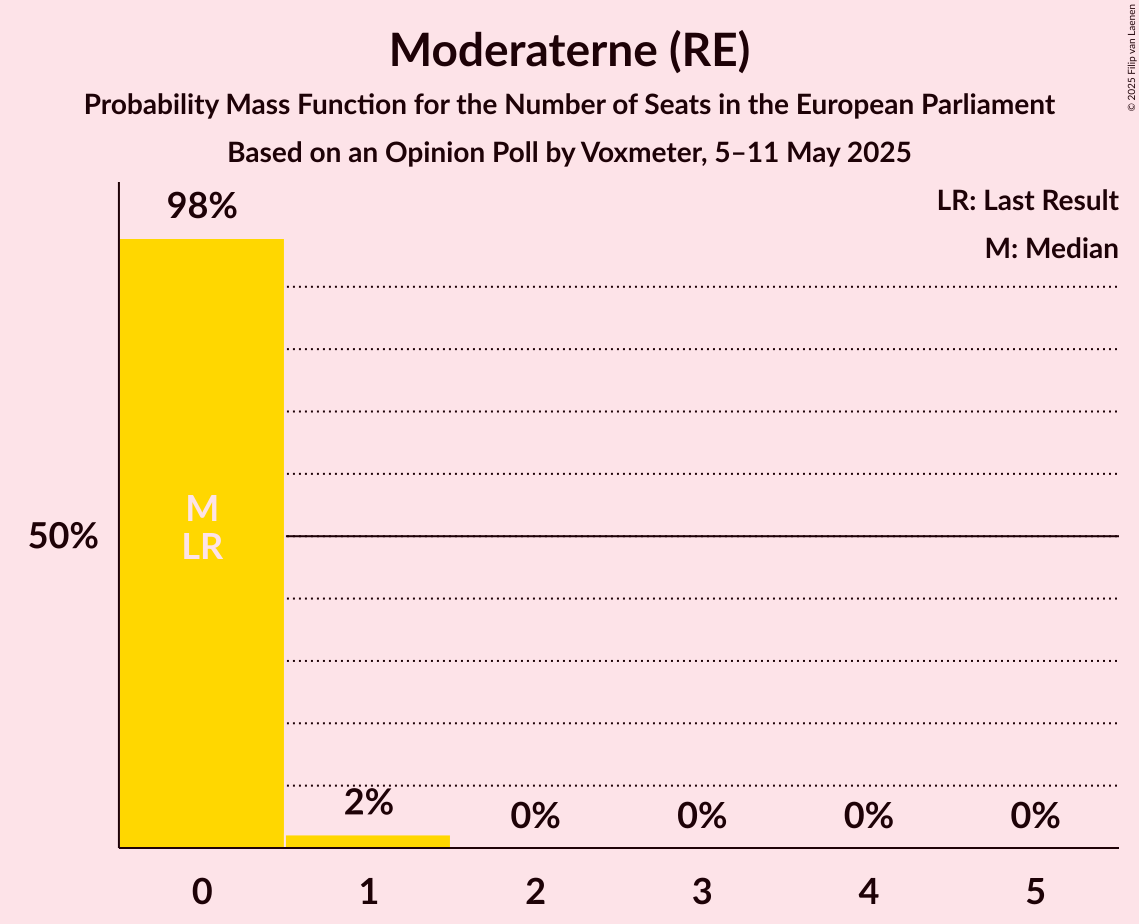 Moderaterne (RE)
Probability Mass Function for the Number of Seats in the European Parliament
Based on an Opinion Poll by Voxmeter, 5–11 May 2025
© 2025 Filip van Laenen
LR: Last Result
M: Median
98%
M
LR
50%
2%
0%
0%
0%
0%
0
1
2
3
4
5